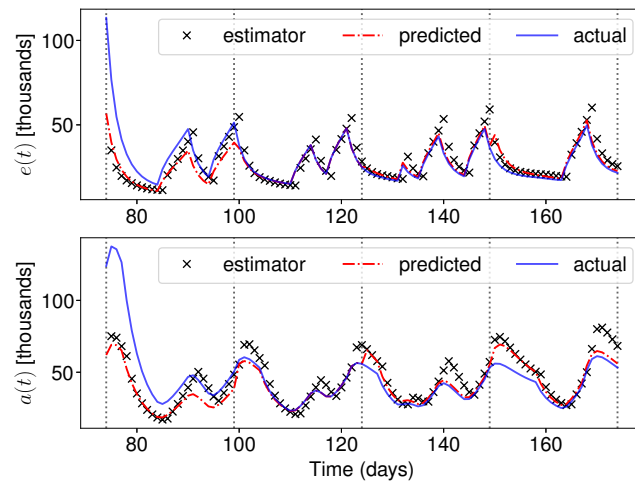 e(t) [thousands]
100
50
estimator predicted actual
80 100 120 140 160
a(t) [thousands]
100
50
estimator predicted actual
80 100 120 140 160
Time (days)